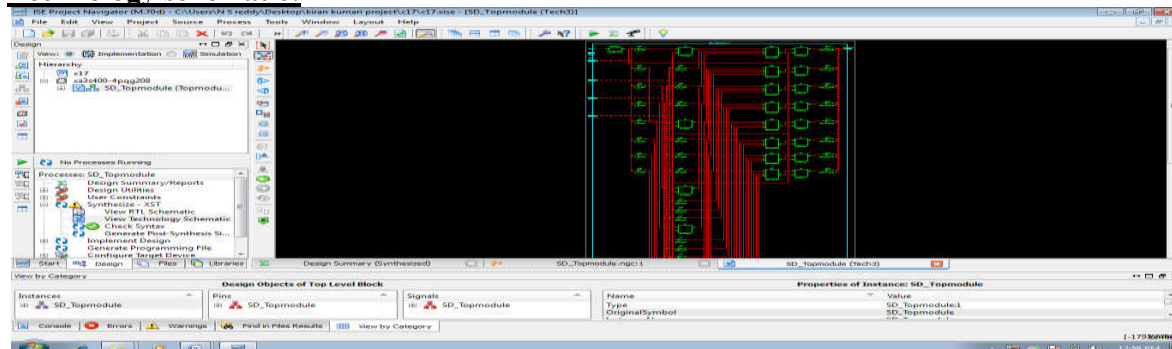 ISE Project Navigator (M.70d) - C:\Users\N S reddy\Desktop\kiran kumari project\c17\c17.xise - [SD_Topmodule (Tech3)]
File Edit View Project Source Process Tools Window Layout Help
Design
View: Implementation Simulation
Hierarchy
c17
xa3s400-4pqg208
SD_Topmodule (Topmodu...
No Processes Running
Processes: SD_Topmodule
Design Summary/Reports
Design Utilities
User Constraints
Synthesize - XST
View RTL Schematic
View Technology Schematic
Check Syntax
Generate Post-Synthesis Si...
Implement Design
Generate Programming File
Configure Target Device
Start Design Files Libraries
Design Summary (Synthesized)
SD_Topmodule.ngc:1
SD_Topmodule (Tech3)
View by Category
Design Objects of Top Level Block
Properties of Instance: SD_Topmodule
Instances Pins Signals Name Value
SD_Topmodule SD_Topmodule SD_Topmodule Type SD_Topmodule:1
OriginalSymbol SD_Topmodule
Console Errors Warnings Find in Files Results View by Category